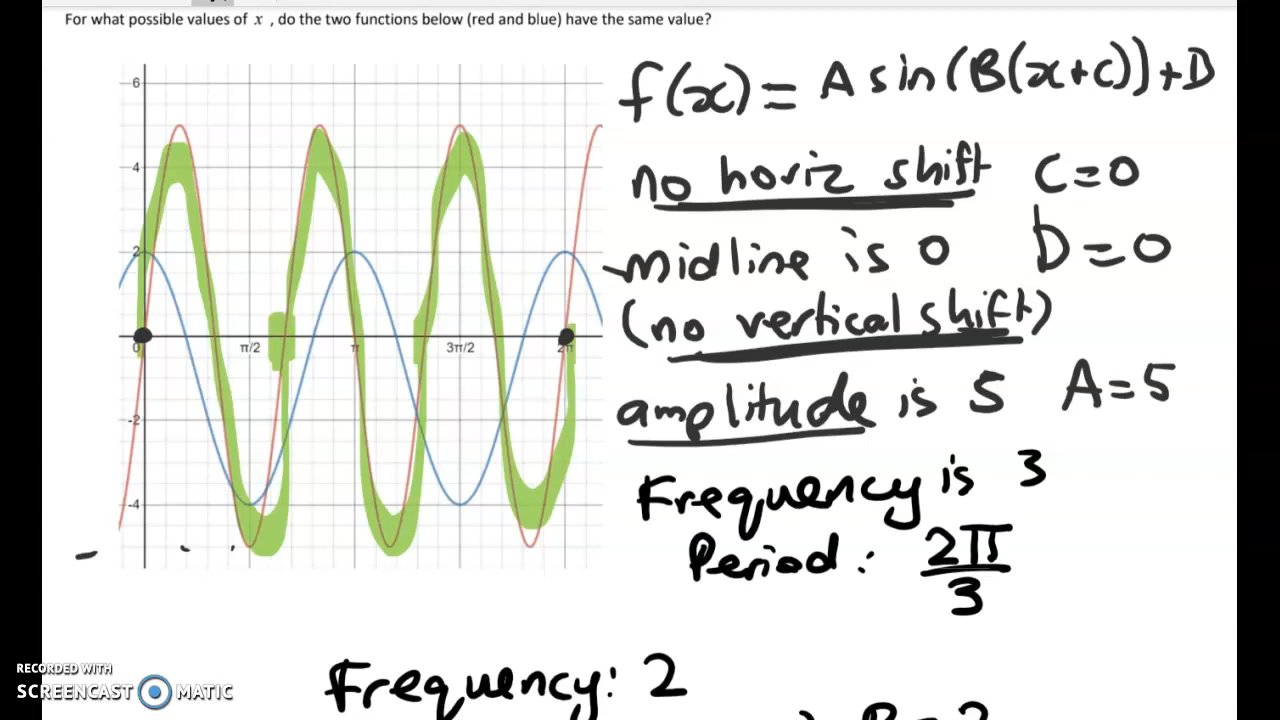 For what possible values of x , do the two functions below (red and blue) have the same value?
f(x) = A sin(B(x+c))+D
no horiz shift C=0
midline is 0 D=0
(no vertical shift)
amplitude is 5 A=5
Frequency is 3
Period: 2π/3
6
4
2
0 π/2 π 3π/2 2π
-2
-4
Frequency: 2
RECORDED WITH
SCREENCAST MATIC